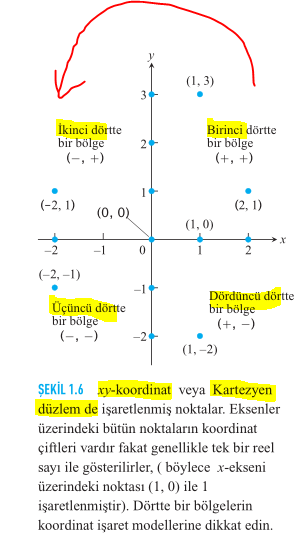 y
3
(1, 3)
İkinci dörtte
bir bölge
(−, +)
Birinci dörtte
bir bölge
(+, +)
2
1
(−2, 1)
(2, 1)
(0, 0)
(1, 0)
−2
−1
0
1
2
x
(−2, −1)
−1
Üçüncü dörtte
bir bölge
(−, −)
Dördüncü dörtte
bir bölge
(+, −)
−2
(1, −2)
ŞEKİL 1.6 xy-koordinat veya Kartezyen
düzlem de işaretlenmiş noktalar. Eksenler
üzerindeki bütün noktaların koordinat
çiftleri vardır fakat genellikle tek bir reel
sayı ile gösterilirler, ( böylece x-ekseni
üzerindeki noktası (1, 0) ile 1
işaretlenmiştir). Dörtte bir bölgelerin
koordinat işaret modellerine dikkat edin.